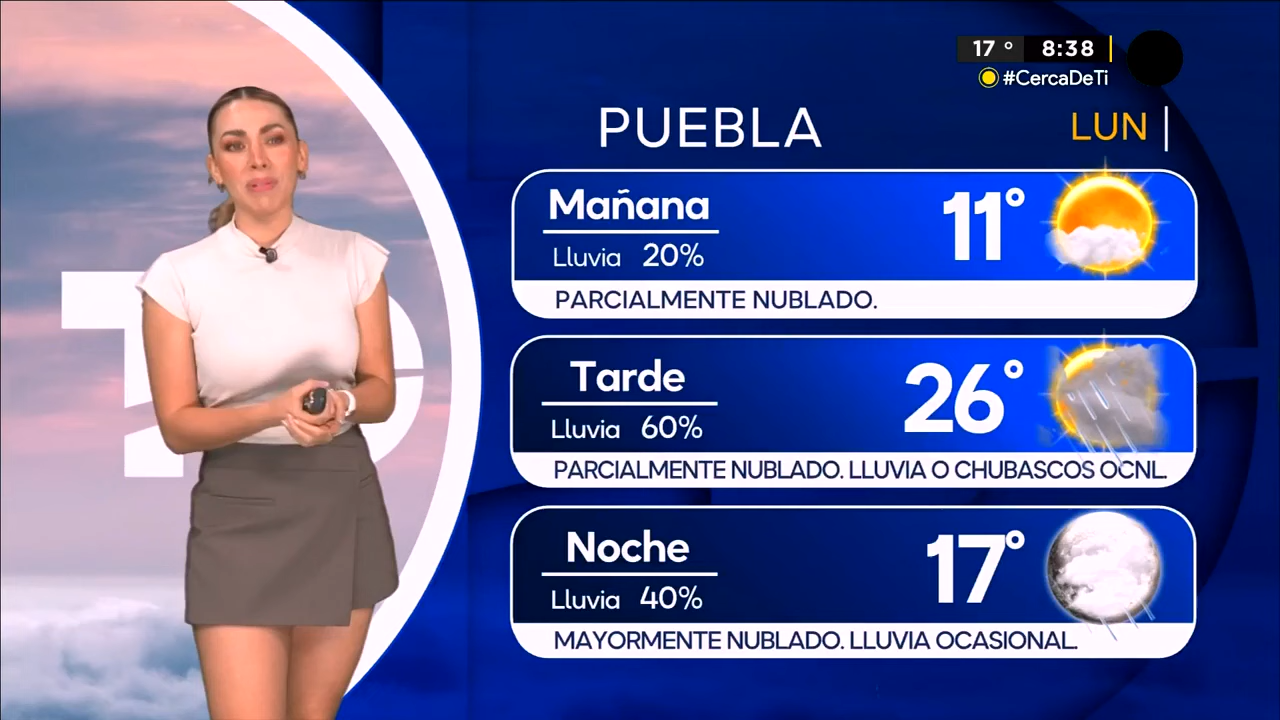 17 °  8:38
#CercaDeTi
PUEBLA
LUN
Mañana
11°
Lluvia 20%
PARCIALMENTE NUBLADO.
Tarde
26°
Lluvia 60%
PARCIALMENTE NUBLADO. LLUVIA O CHUBASCOS OCNL.
Noche
17°
Lluvia 40%
MAYORMENTE NUBLADO. LLUVIA OCASIONAL.